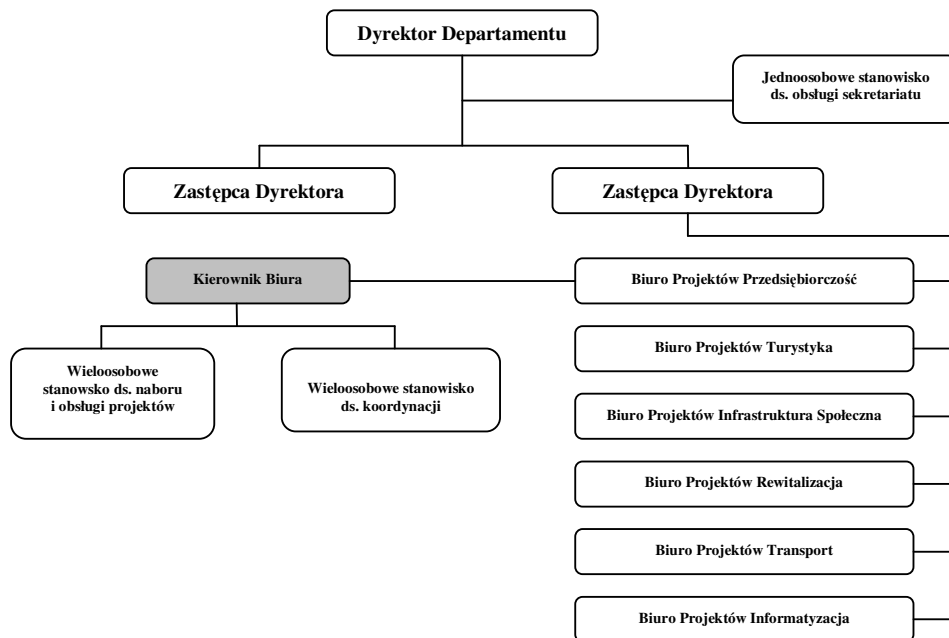 Dyrektor Departamentu
Jednoosobowe stanowisko
ds. obsługi sekretariatu
Zastępca Dyrektora
Zastępca Dyrektora
Kierownik Biura
Biuro Projektów Przedsiębiorczość
Wieloosobowe
stanowsko ds. naboru
i obsługi projektów
Wieloosobowe stanowisko
ds. koordynacji
Biuro Projektów Turystyka
Biuro Projektów Infrastruktura Społeczna
Biuro Projektów Rewitalizacja
Biuro Projektów Transport
Biuro Projektów Informatyzacja